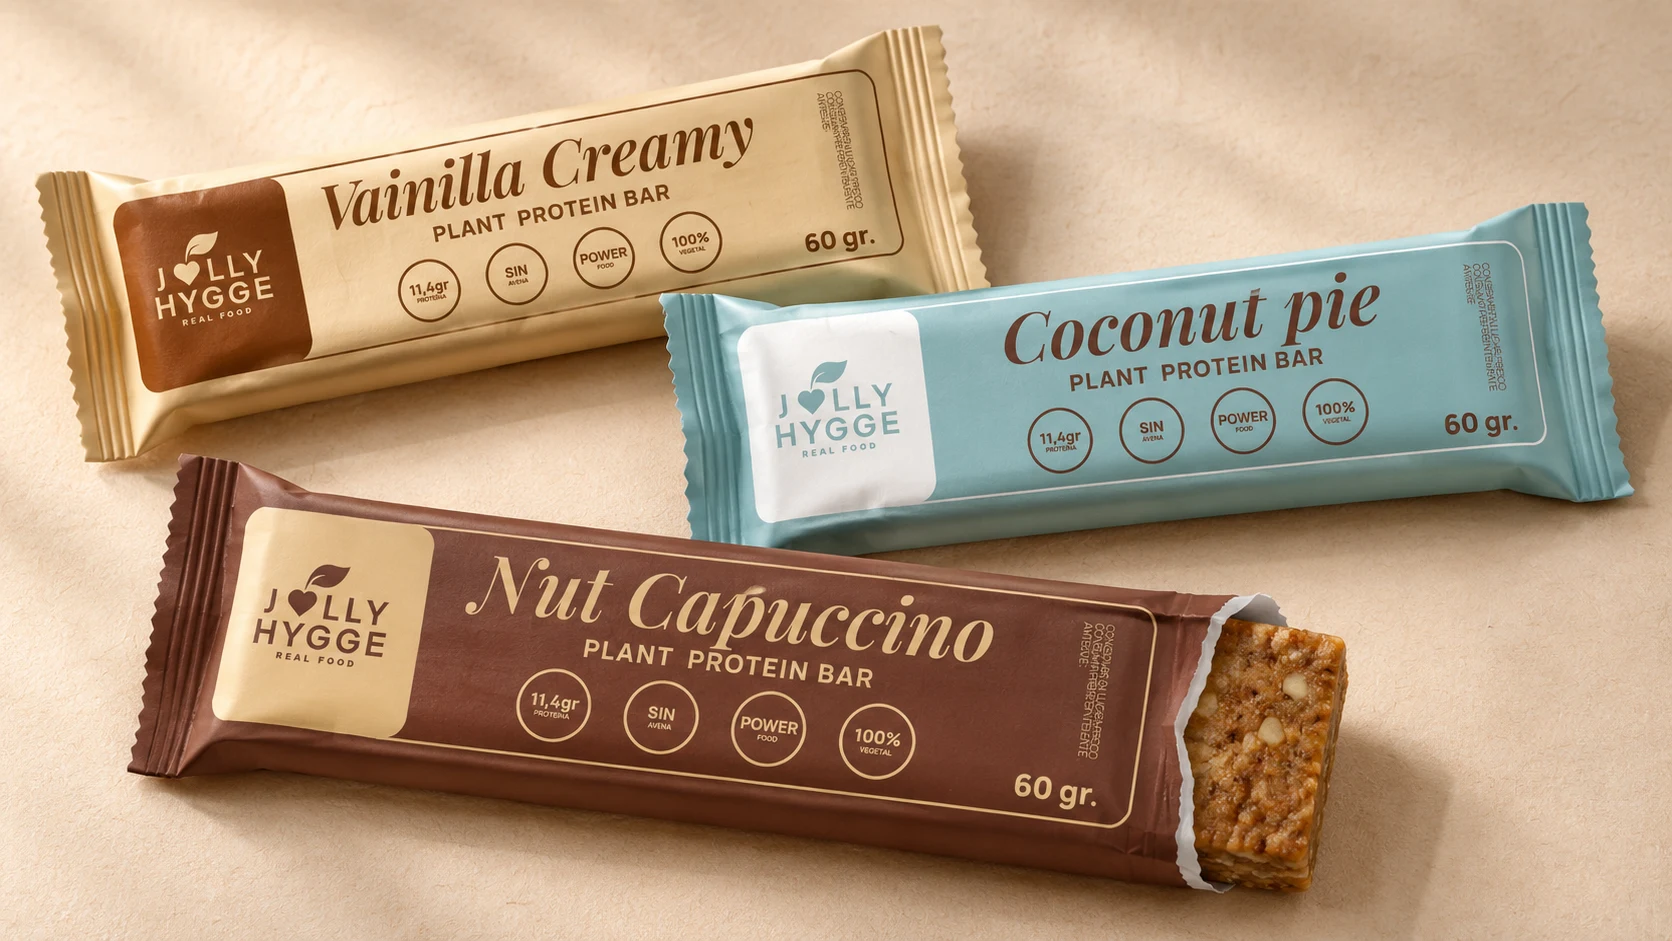 Vainilla Creamy
PLANT PROTEIN BAR
JOLLY
HYGGE
REAL FOOD
11,4gr
PROTEÍNA
SIN
AVENA
POWER
FOOD
100%
VEGETAL
60 gr.
Coconut pie
PLANT PROTEIN BAR
JOLLY
HYGGE
REAL FOOD
11,4gr
PROTEÍNA
SIN
AVENA
POWER
FOOD
100%
VEGETAL
60 gr.
Nut Capuccino
PLANT PROTEIN BAR
JOLLY
HYGGE
REAL FOOD
11,4gr
PROTEÍNA
SIN
AVENA
POWER
FOOD
100%
VEGETAL
60 gr.